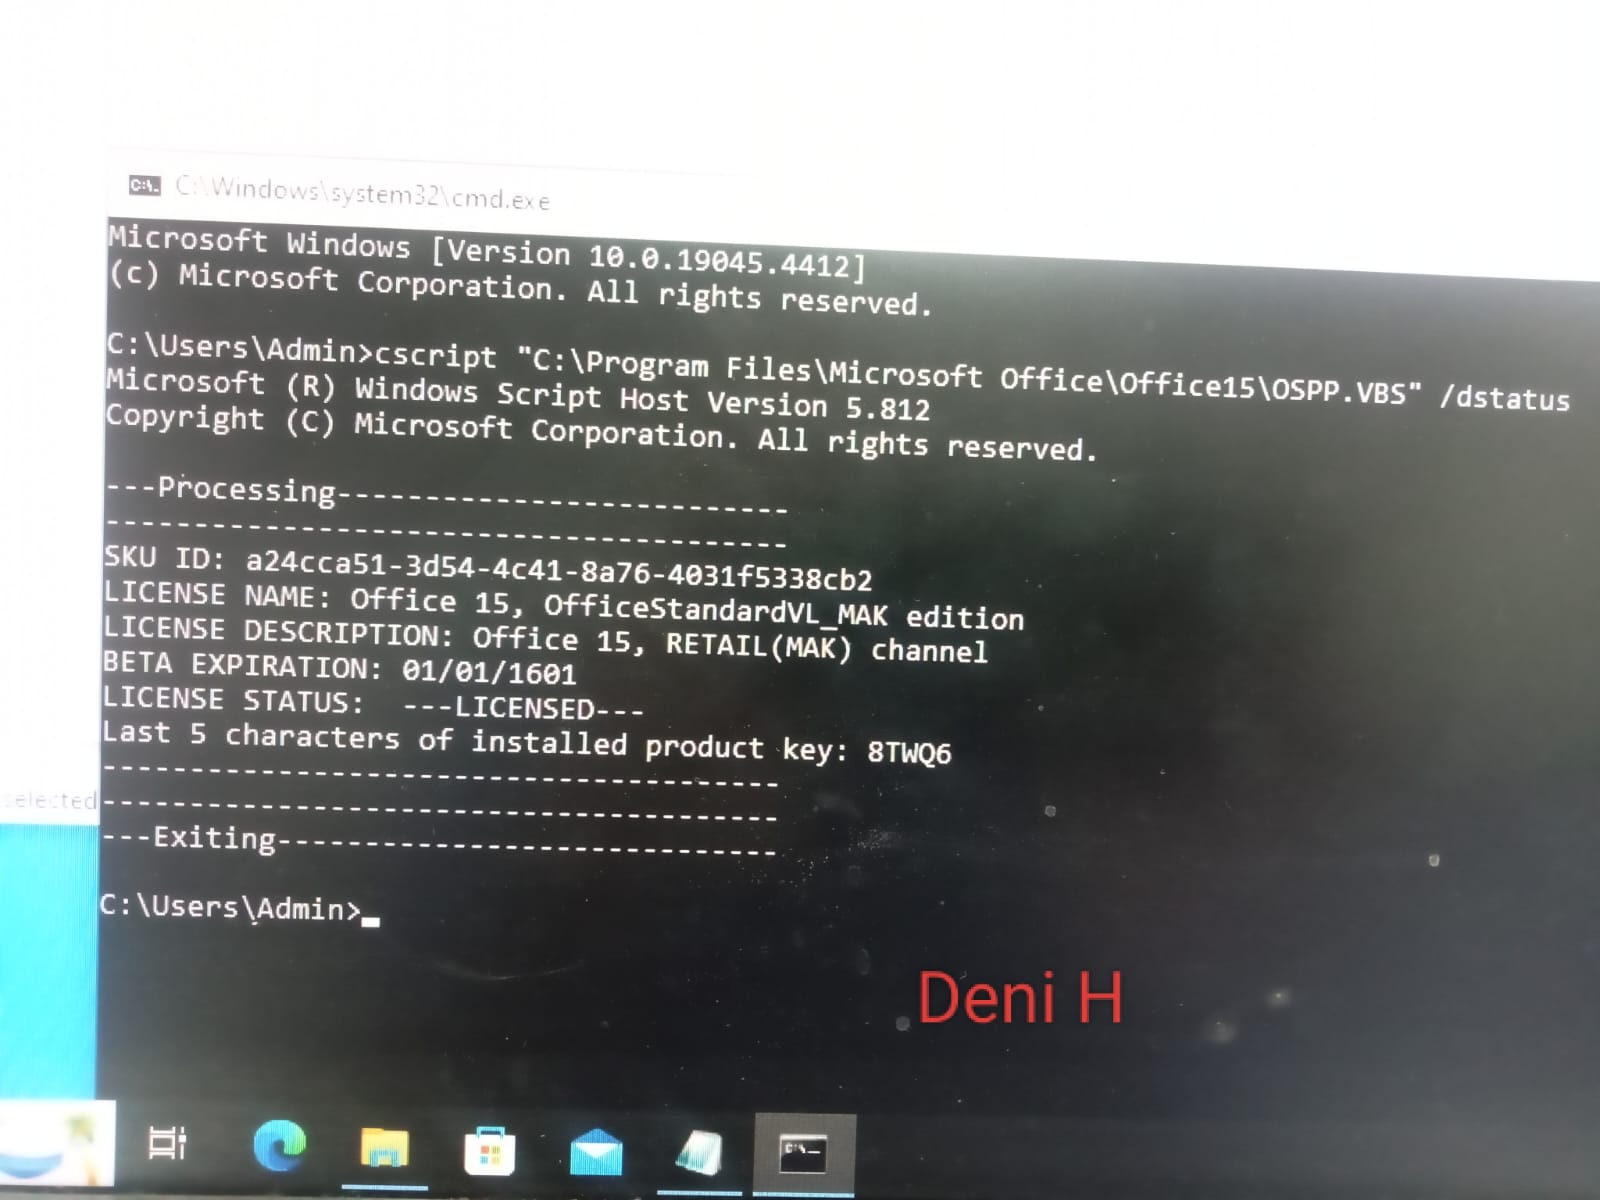 C:\Windows\system32\cmd.exe
Microsoft Windows [Version 10.0.19045.4412]
(c) Microsoft Corporation. All rights reserved.
C:\Users\Admin>cscript "C:\Program Files\Microsoft Office\Office15\OSPP.VBS" /dstatus
Microsoft (R) Windows Script Host Version 5.812
Copyright (C) Microsoft Corporation. All rights reserved.
---Processing--------------------------
---------------------------------------
SKU ID: a24cca51-3d54-4c41-8a76-4031f5338cb2
LICENSE NAME: Office 15, OfficeStandardVL_MAK edition
LICENSE DESCRIPTION: Office 15, RETAIL(MAK) channel
BETA EXPIRATION: 01/01/1601
LICENSE STATUS:  ---LICENSED---
Last 5 characters of installed product key: 8TWQ6
---------------------------------------
---------------------------------------
---Exiting-----------------------------
C:\Users\Admin>
selected
Deni H